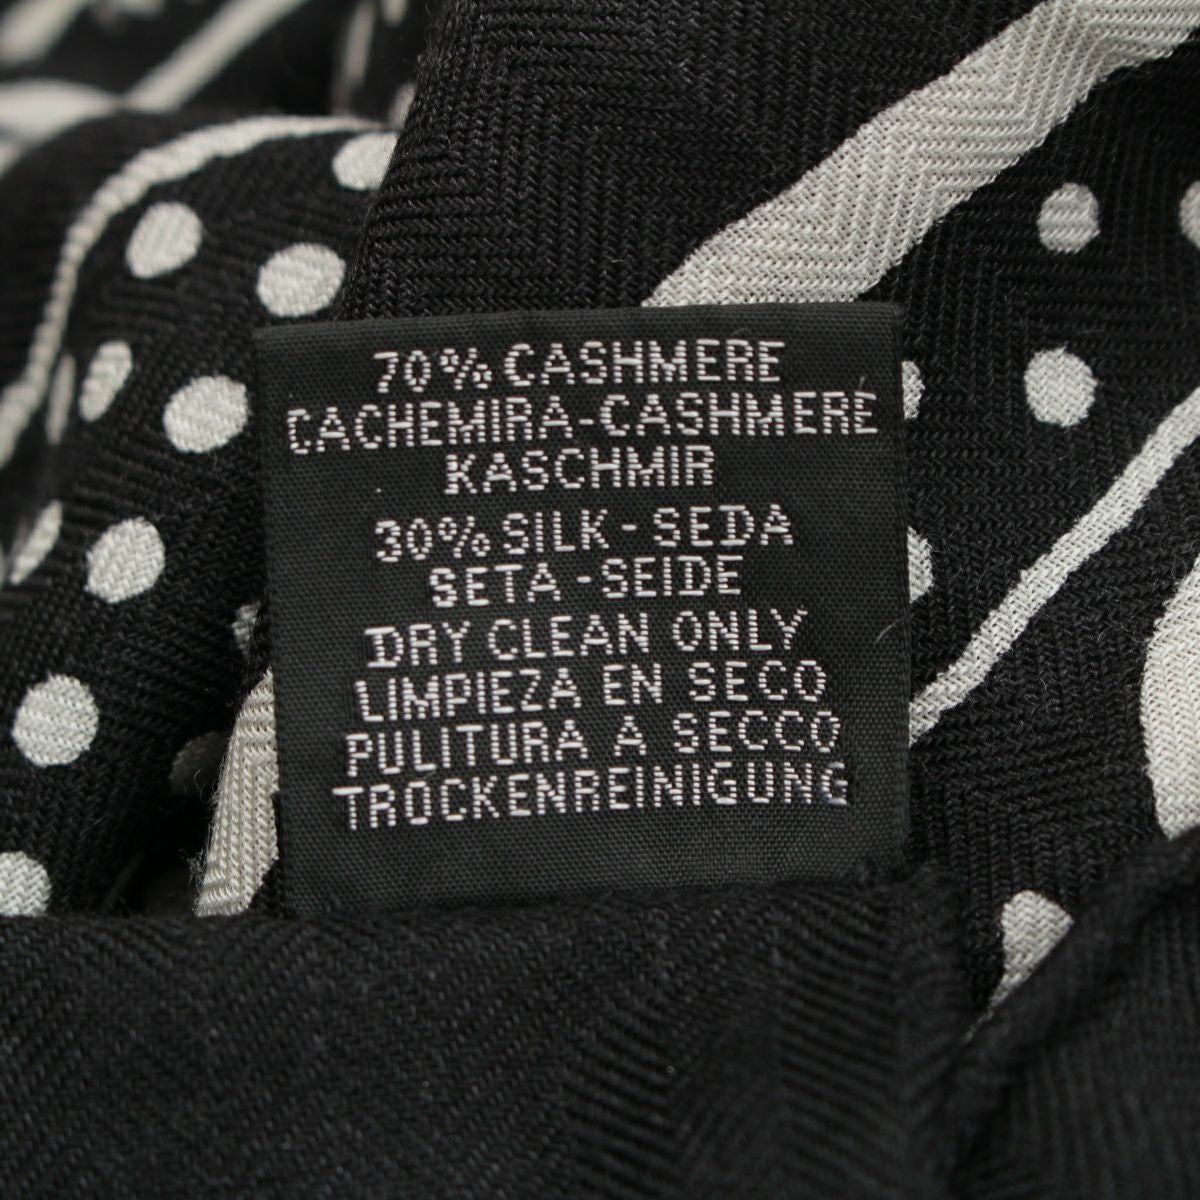 70% CASHMERE
CACHEMIRA-CASHMERE
KASCHMIR
30% SILK - SEDA
SETA - SEIDE
DRY CLEAN ONLY
LIMPIEZA EN SECO
PULITURA A SECCO
TROCKENREINIGUNG